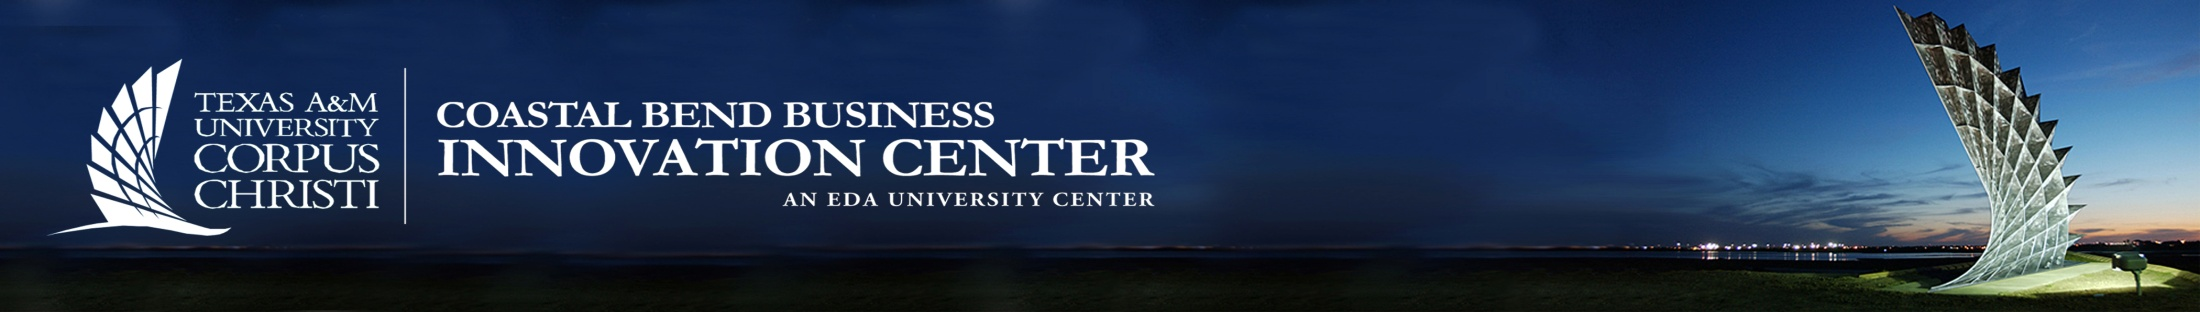 TEXAS A&M
UNIVERSITY
CORPUS
CHRISTI
COASTAL BEND BUSINESS
INNOVATION CENTER
AN EDA UNIVERSITY CENTER